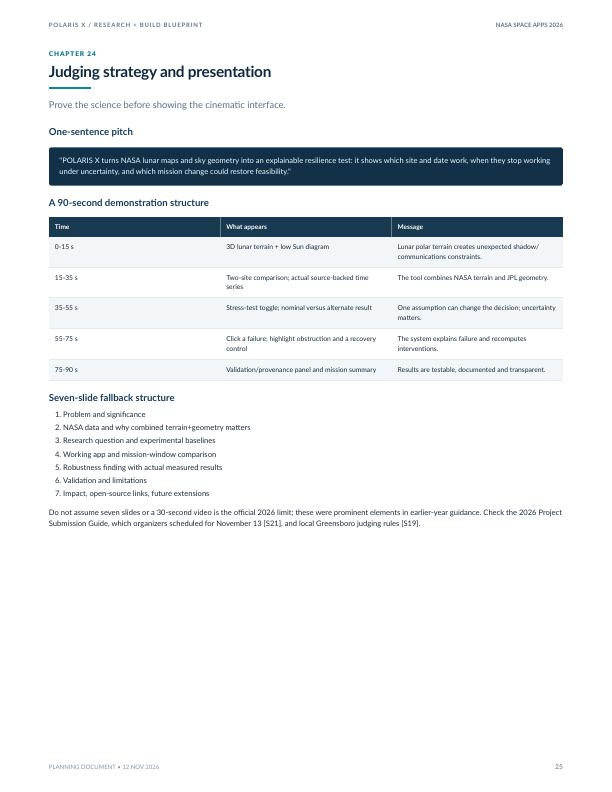 POLARIS X / RESEARCH + BUILD BLUEPRINT
NASA SPACE APPS 2026
CHAPTER 24
Judging strategy and presentation
Prove the science before showing the cinematic interface.
One-sentence pitch
"POLARIS X turns NASA lunar maps and sky geometry into an explainable resilience test: it shows which site and date work, when they stop working
under uncertainty, and which mission change could restore feasibility."
A 90-second demonstration structure
Time What appears Message
0-15 s 3D lunar terrain + low Sun diagram Lunar polar terrain creates unexpected shadow/
communications constraints.
15-35 s Two-site comparison; actual source-backed time The tool combines NASA terrain and JPL geometry.
series
35-55 s Stress-test toggle; nominal versus alternate result One assumption can change the decision; uncertainty
matters.
55-75 s Click a failure; highlight obstruction and a recovery The system explains failure and recomputes
control interventions.
75-90 s Validation/provenance panel and mission summary Results are testable, documented and transparent.
Seven-slide fallback structure
1. Problem and significance
2. NASA data and why combined terrain+geometry matters
3. Research question and experimental baselines
4. Working app and mission-window comparison
5. Robustness finding with actual measured results
6. Validation and limitations
7. Impact, open-source links, future extensions
Do not assume seven slides or a 30-second video is the official 2026 limit; these were prominent elements in earlier-year guidance. Check the 2026 Project
Submission Guide, which organizers scheduled for November 13 [S21], and local Greensboro judging rules [S19].
PLANNING DOCUMENT • 12 NOV 2026
25